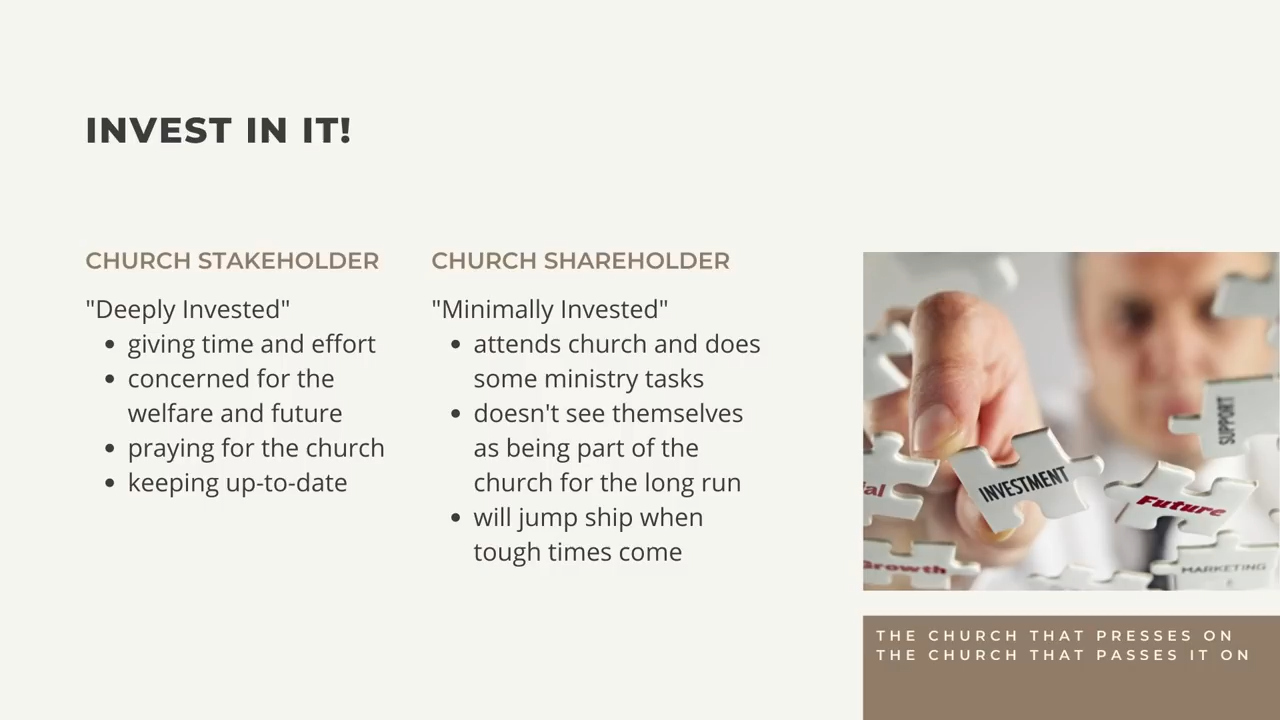 INVEST IN IT!
CHURCH STAKEHOLDER
"Deeply Invested"
• giving time and effort
• concerned for the
welfare and future
• praying for the church
• keeping up-to-date
CHURCH SHAREHOLDER
"Minimally Invested"
• attends church and does
some ministry tasks
• doesn't see themselves
as being part of the
church for the long run
• will jump ship when
tough times come
SUPPORT
INVESTMENT
ial
Future
Growth
MARKETING
THE CHURCH THAT PRESSES ON
THE CHURCH THAT PASSES IT ON